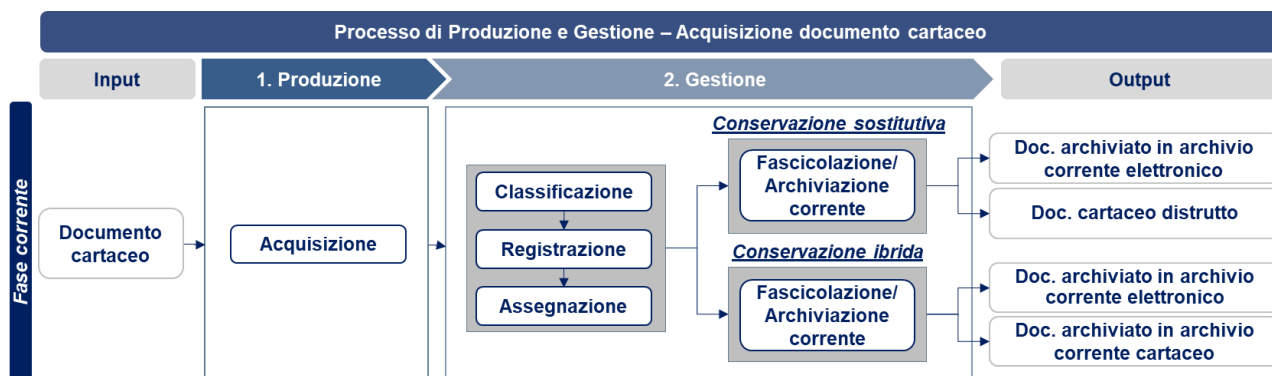 Processo di Produzione e Gestione – Acquisizione documento cartaceo
Input
1. Produzione
2. Gestione
Output
Fase corrente
Documento
cartaceo
Acquisizione
Classificazione
Registrazione
Assegnazione
Conservazione sostitutiva
Fascicolazione/
Archiviazione
corrente
Conservazione ibrida
Fascicolazione/
Archiviazione
corrente
Doc. archiviato in archivio
corrente elettronico
Doc. cartaceo distrutto
Doc. archiviato in archivio
corrente elettronico
Doc. archiviato in archivio
corrente cartaceo